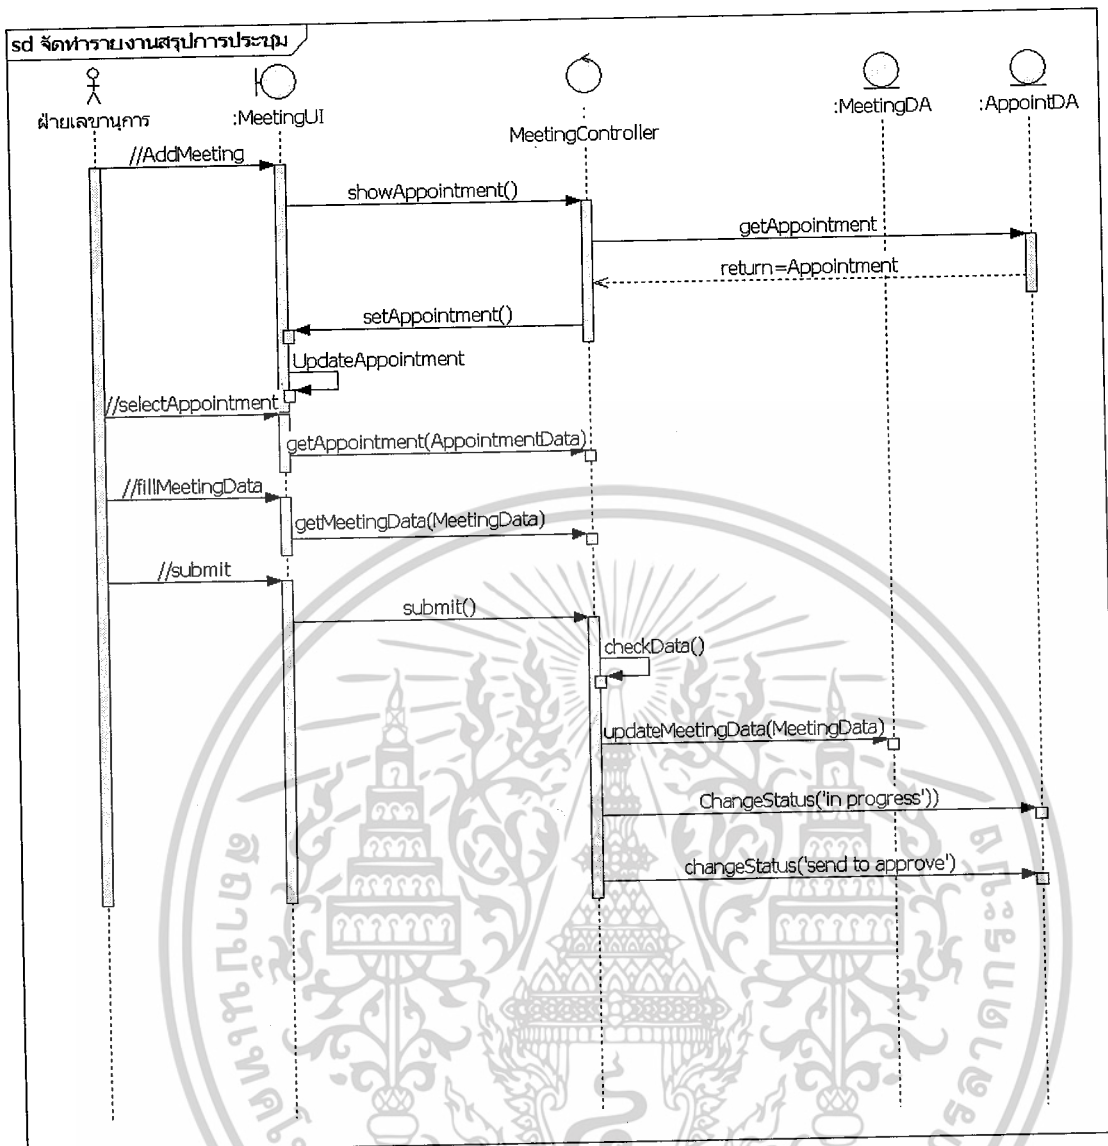 sd จัดทำรายงานสรุปการประชุม
ฝ่ายเลขานุการ
:MeetingUI
MeetingController
:MeetingDA
:AppointDA
//AddMeeting
showAppointment()
getAppointment
return=Appointment
setAppointment()
UpdateAppointment
//selectAppointment
getAppointment(AppointmentData)
//fillMeetingData
getMeetingData(MeetingData)
//submit
submit()
checkData()
updateMeetingData(MeetingData)
ChangeStatus('in progress'))
changeStatus('send to approve')